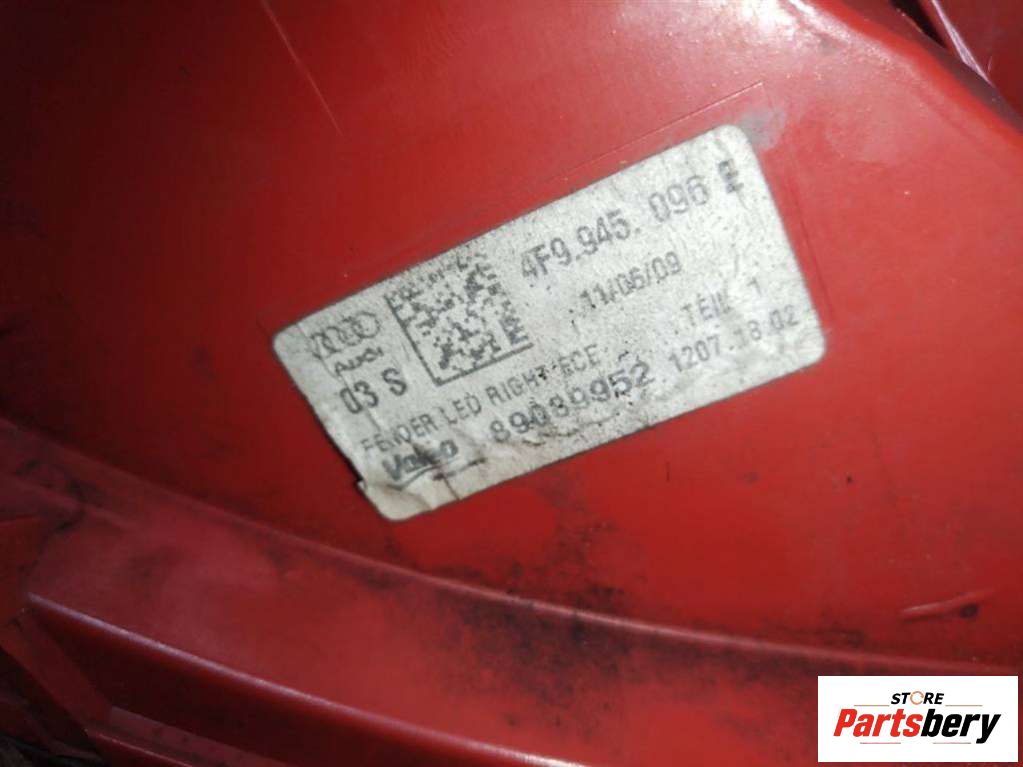 4F9.945.096 E
11/06/09
AUDI
03 S
TEIL 1
FENDER LED RIGHT ECE
1207.18.02
Valeo
89089952
STORE
Partsbery